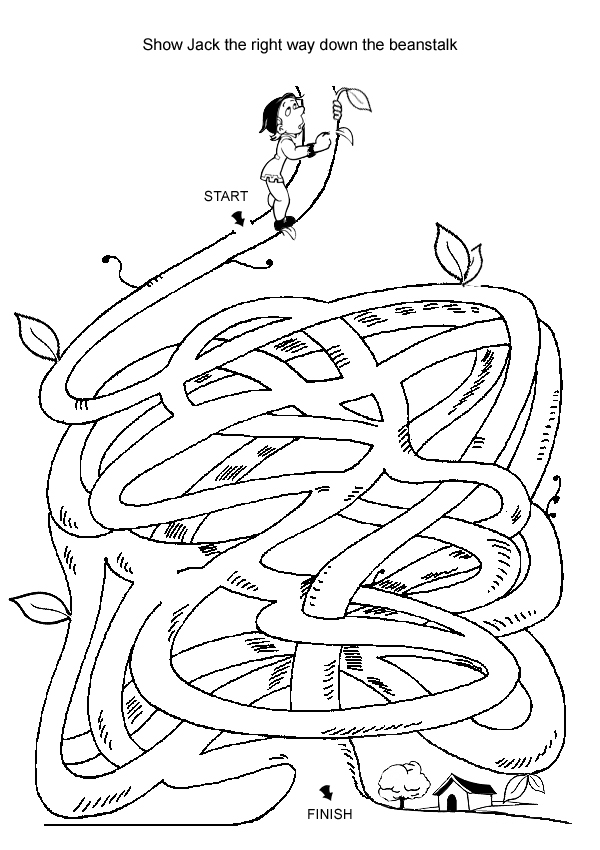 Show Jack the right way down the beanstalk
START
FINISH